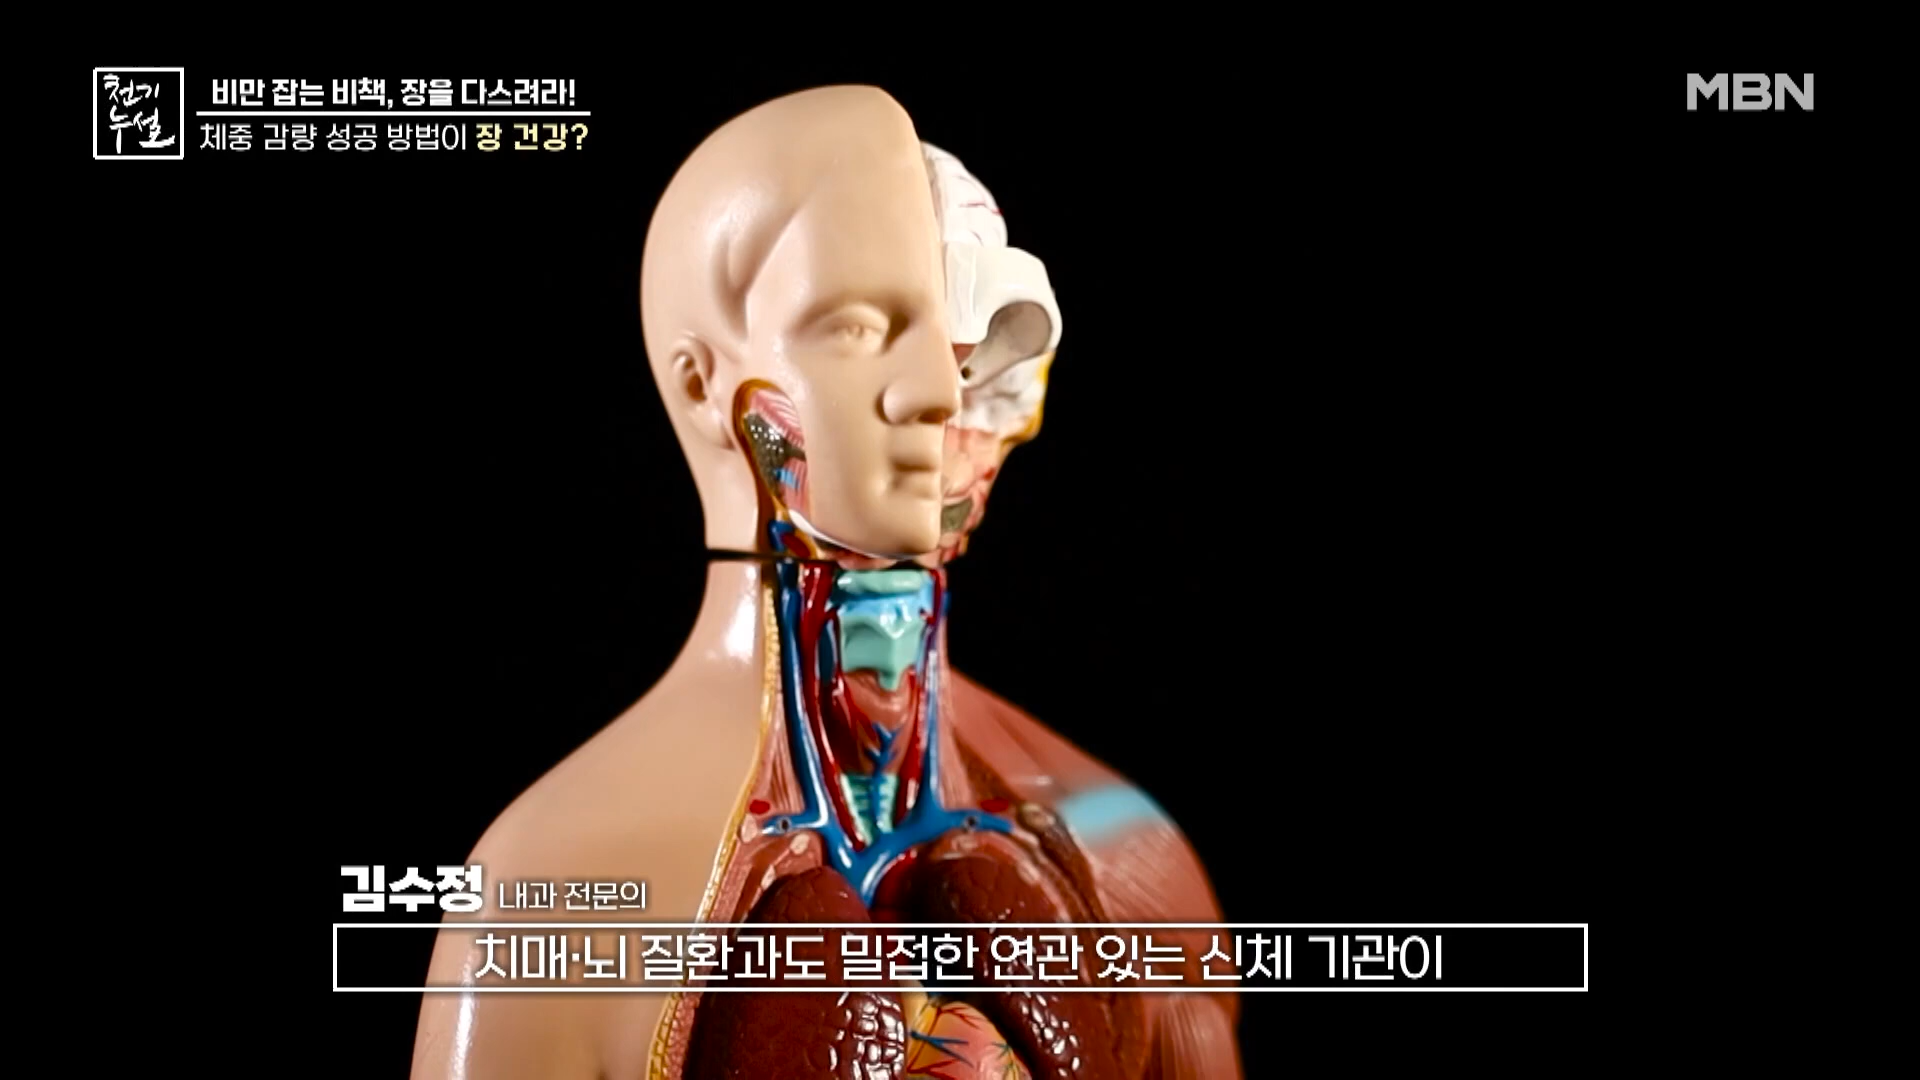 천기
누설
비만 잡는 비책, 장을 다스려라!
체중 감량 성공 방법이 장 건강?
MBN
김수정 내과 전문의
치매·뇌 질환과도 밀접한 연관 있는 신체 기관이